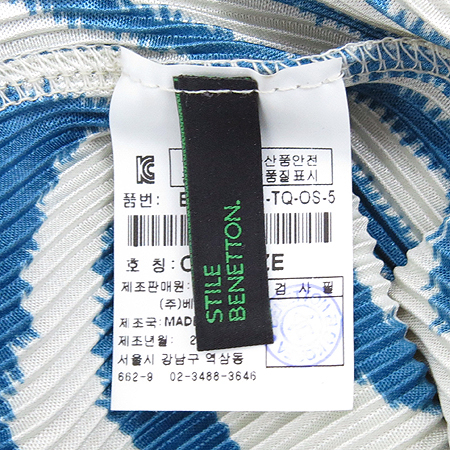 산품안전
품질표시
품번: E -TQ-OS-5
호 칭: O ZE
제조판매원:
(주)베
검 사 필
제조국: MADE
제조년월: 2
서울시 강남구 역삼동
662-9 02-3488-3646
STILE
BENETTON.